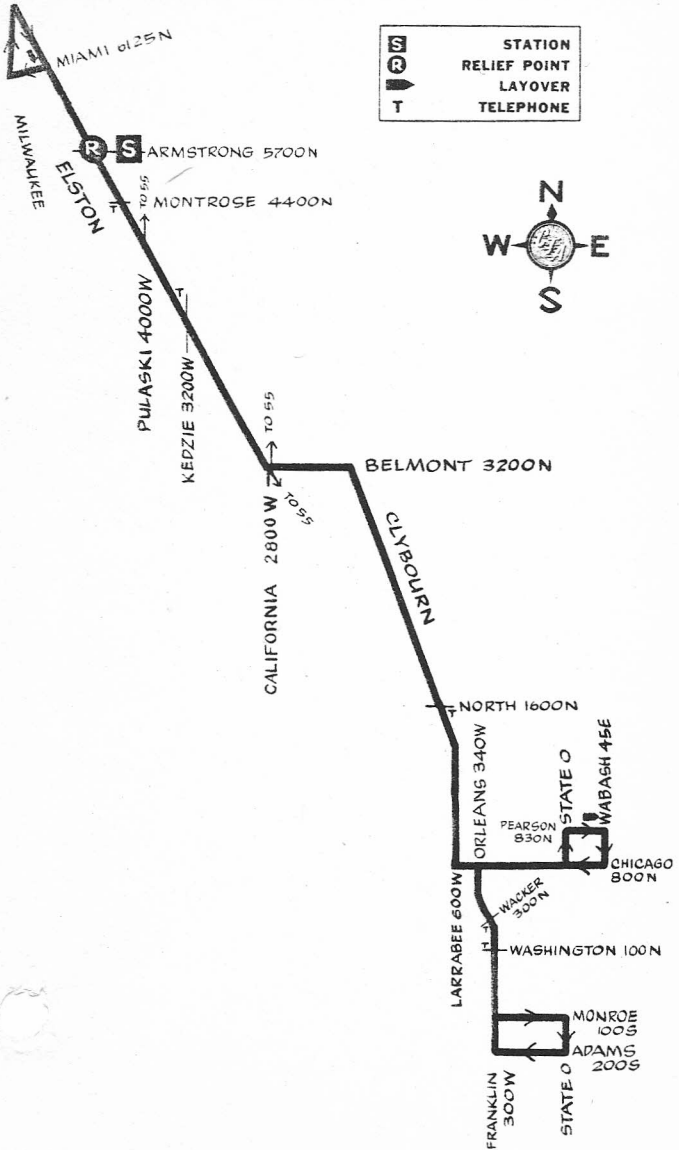 S STATION
R RELIEF POINT
LAYOVER
T TELEPHONE
MIAMI 6125N
MILWAUKEE
R S ARMSTRONG 5700N
ELSTON
TO 55
T MONTROSE 4400N
N
W E
S
PULASKI 4000W
T
KEDZIE 3200W
TO 55
BELMONT 3200N
TO 55
CALIFORNIA 2800W
CLYBOURN
NORTH 1600N
T
ORLEANS 340W
STATE 0
WABASH 45E
PEARSON
830N
CHICAGO
800N
LARRABEE 600W
WACKER
300N
T
T
WASHINGTON 100N
MONROE
100S
ADAMS
200S
FRANKLIN
300W
STATE 0